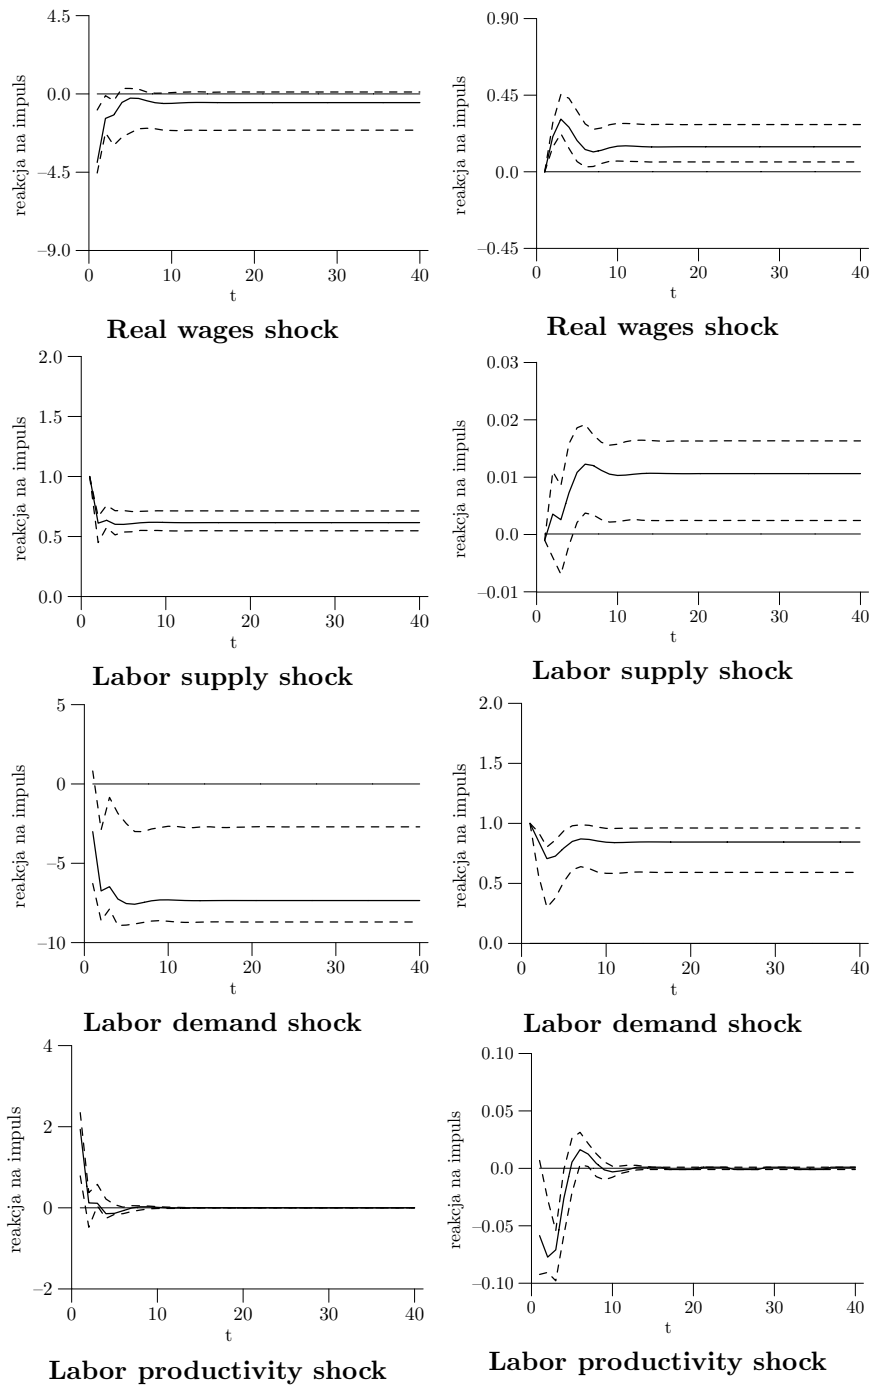 4.5
0.0
–4.5
–9.0
reakcja na impuls
0 10 20 30 40
t
Real wages shock
0.90
0.45
0.0
–0.45
reakcja na impuls
0 10 20 30 40
t
Real wages shock
2.0
1.5
1.0
0.5
0.0
reakcja na impuls
0 10 20 30 40
t
Labor supply shock
0.03
0.02
0.01
0.0
–0.01
reakcja na impuls
0 10 20 30 40
t
Labor supply shock
5
0
–5
–10
reakcja na impuls
0 10 20 30 40
t
Labor demand shock
2.0
1.5
1.0
0.5
0.0
reakcja na impuls
0 10 20 30 40
t
Labor demand shock
4
2
0
–2
reakcja na impuls
0 10 20 30 40
t
Labor productivity shock
0.10
0.05
0.0
–0.05
–0.10
reakcja na impuls
0 10 20 30 40
t
Labor productivity shock